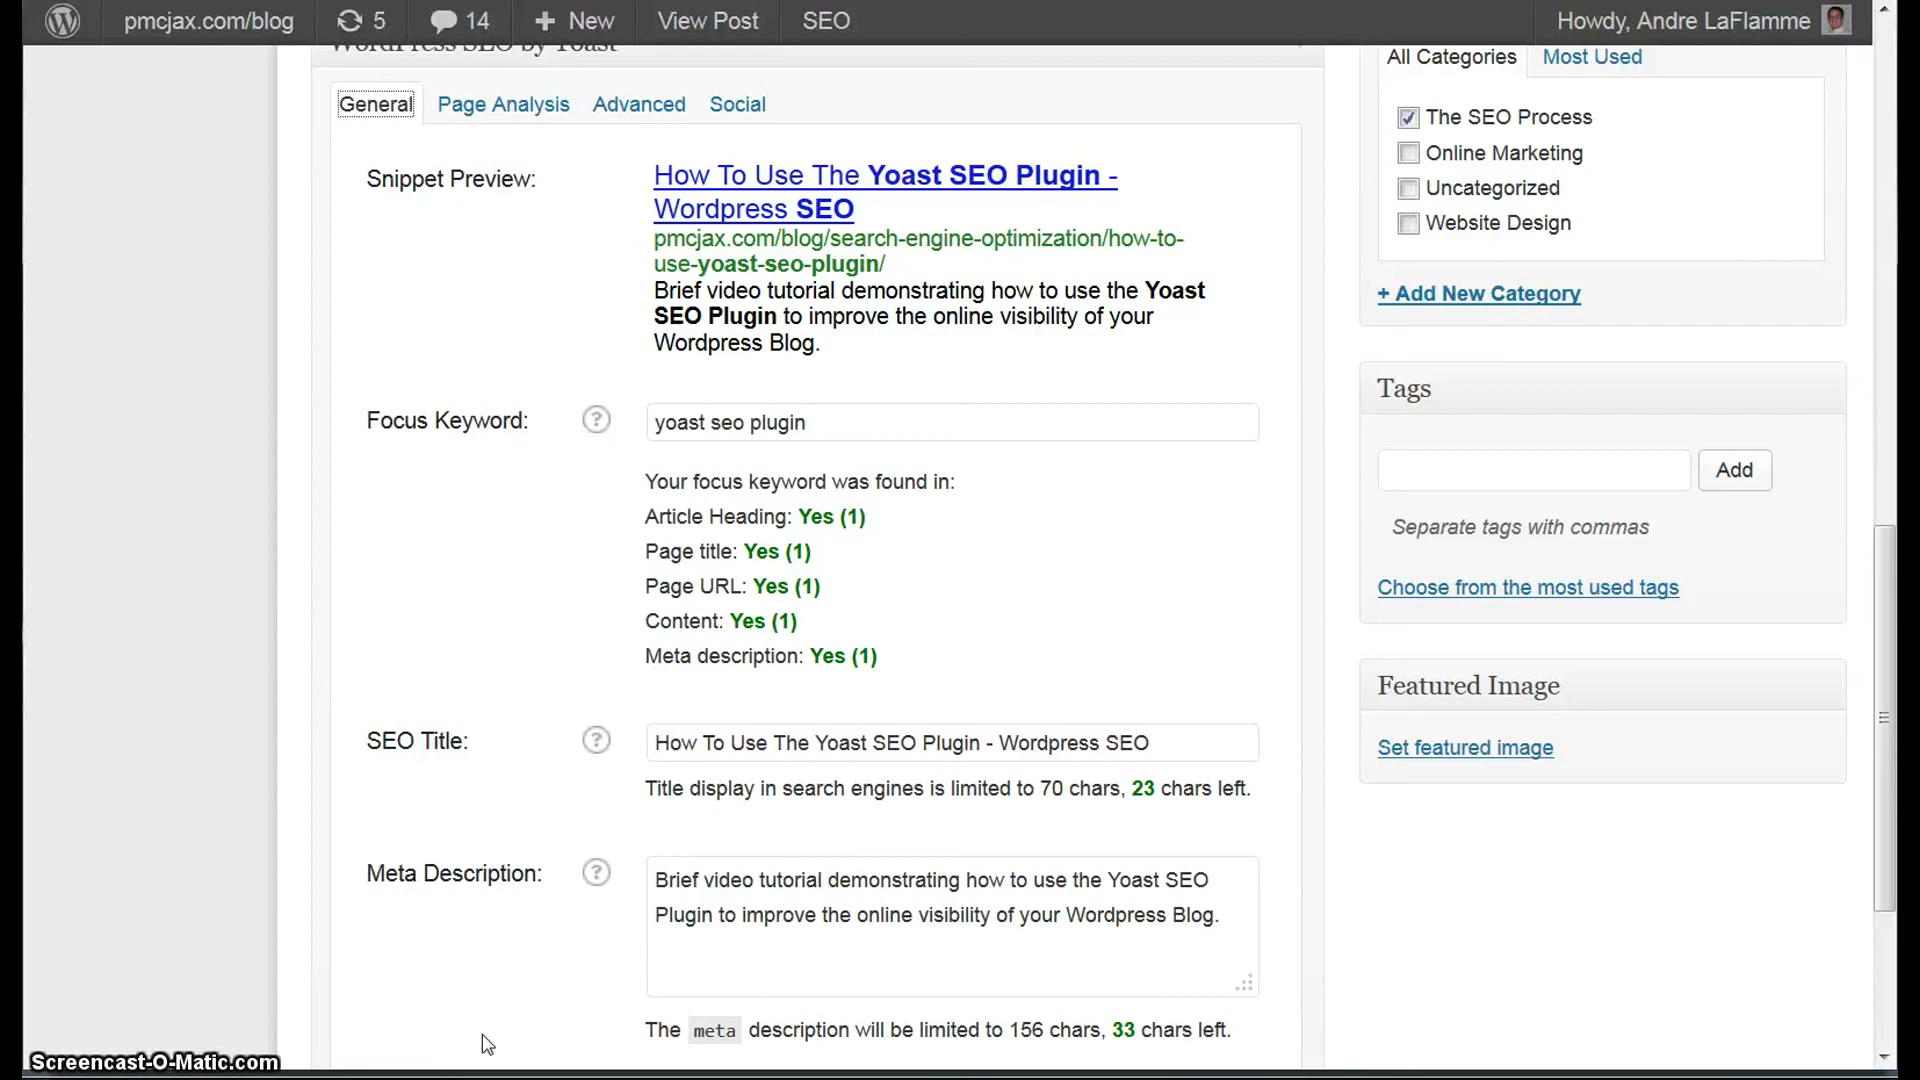 pmcjax.com/blog 5 14 + New View Post SEO Howdy, Andre LaFlamme
WordPress SEO by Yoast
General Page Analysis Advanced Social
Snippet Preview:
How To Use The Yoast SEO Plugin -
Wordpress SEO
pmcjax.com/blog/search-engine-optimization/how-to-
use-yoast-seo-plugin/
Brief video tutorial demonstrating how to use the Yoast
SEO Plugin to improve the online visibility of your
Wordpress Blog.
Focus Keyword: ? yoast seo plugin
Your focus keyword was found in:
Article Heading: Yes (1)
Page title: Yes (1)
Page URL: Yes (1)
Content: Yes (1)
Meta description: Yes (1)
SEO Title: ? How To Use The Yoast SEO Plugin - Wordpress SEO
Title display in search engines is limited to 70 chars, 23 chars left.
Meta Description: ? Brief video tutorial demonstrating how to use the Yoast SEO
Plugin to improve the online visibility of your Wordpress Blog.
The meta description will be limited to 156 chars, 33 chars left.
All Categories Most Used
The SEO Process
Online Marketing
Uncategorized
Website Design
+ Add New Category
Tags
Add
Separate tags with commas
Choose from the most used tags
Featured Image
Set featured image
Screencast-O-Matic.com